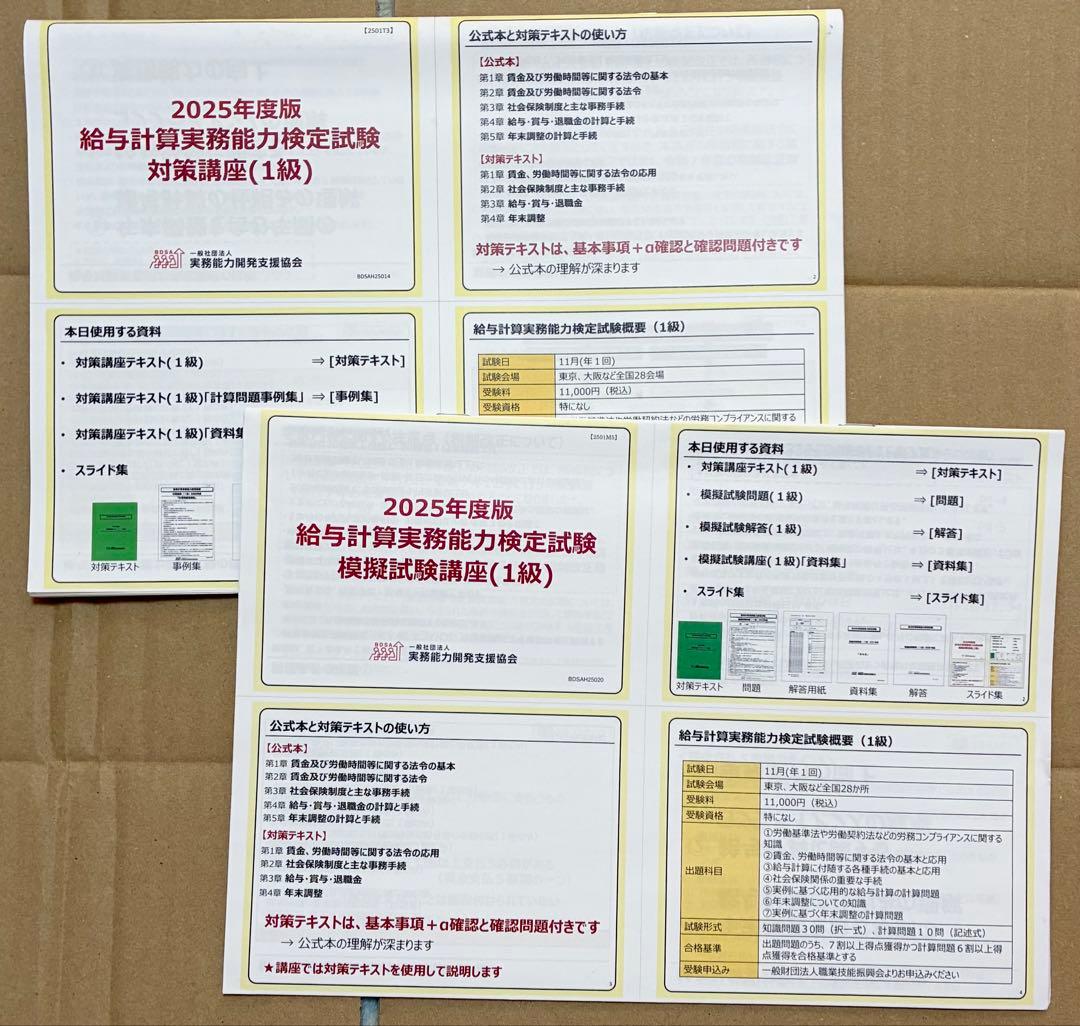 [2501T3]
2025年度版
給与計算実務能力検定試験
対策講座(1級)
BDSA
一般社団法人
実務能力開発支援協会
BDSAH25014
公式本と対策テキストの使い方
【公式本】
第1章 賃金及び労働時間等に関する法令の基本
第2章 賃金及び労働時間等に関する法令
第3章 社会保険制度と主な事務手続
第4章 給与・賞与・退職金の計算と手続
第5章 年末調整の計算と手続
【対策テキスト】
第1章 賃金、労働時間等に関する法令の応用
第2章 社会保険制度と主な事務手続
第3章 給与・賞与・退職金
第4章 年末調整
対策テキストは、基本事項+α確認と確認問題付きです
→ 公式本の理解が深まります
2
本日使用する資料
・ 対策講座テキスト(1級) ⇒ [対策テキスト]
・ 対策講座テキスト(1級)「計算問題事例集」 ⇒ [事例集]
・ 対策講座テキスト(1級)「資料集
・ スライド集
対策テキスト 事例集
給与計算実務能力検定試験概要(1級)
試験日 11月(年1回)
試験会場 東京、大阪など全国28会場
受験料 11,000円(税込)
受験資格 特になし
[2501M5]
2025年度版
給与計算実務能力検定試験
模擬試験講座(1級)
BDSA
一般社団法人
実務能力開発支援協会
BDSAH25020
本日使用する資料
・ 対策講座テキスト(1級) ⇒ [対策テキスト]
・ 模擬試験問題(1級) ⇒ [問題]
・ 模擬試験解答(1級) ⇒ [解答]
・ 模擬試験講座(1級)「資料集」 ⇒ [資料集]
・ スライド集 ⇒ [スライド集]
対策テキスト 問題 解答用紙 資料集 解答 スライド集
2
公式本と対策テキストの使い方
【公式本】
第1章 賃金及び労働時間等に関する法令の基本
第2章 賃金及び労働時間等に関する法令
第3章 社会保険制度と主な事務手続
第4章 給与・賞与・退職金の計算と手続
第5章 年末調整の計算と手続
【対策テキスト】
第1章 賃金、労働時間等に関する法令の応用
第2章 社会保険制度と主な事務手続
第3章 給与・賞与・退職金
第4章 年末調整
対策テキストは、基本事項+α確認と確認問題付きです
→ 公式本の理解が深まります
★講座では対策テキストを使用して説明します
3
給与計算実務能力検定試験概要(1級)
試験日 11月(年1回)
試験会場 東京、大阪など全国28か所
受験料 11,000円(税込)
受験資格 特になし
出題科目 ①労働基準法や労働契約法などの労務コンプライアンスに関する
知識
②賃金、労働時間等に関する法令の基本と応用
③給与計算に付随する各種手続の基本と応用
④社会保険関係の重要な手続
⑤実例に基づく応用的な給与計算の計算問題
⑥年末調整についての知識
⑦実例に基づく年末調整の計算問題
試験形式 知識問題30問(択一式)、計算問題10問(記述式)
合格基準 出題問題のうち、7割以上得点獲得かつ計算問題6割以上得
点獲得を合格基準とする
受験申込み 一般財団法人職業技能振興会よりお申込みください
4